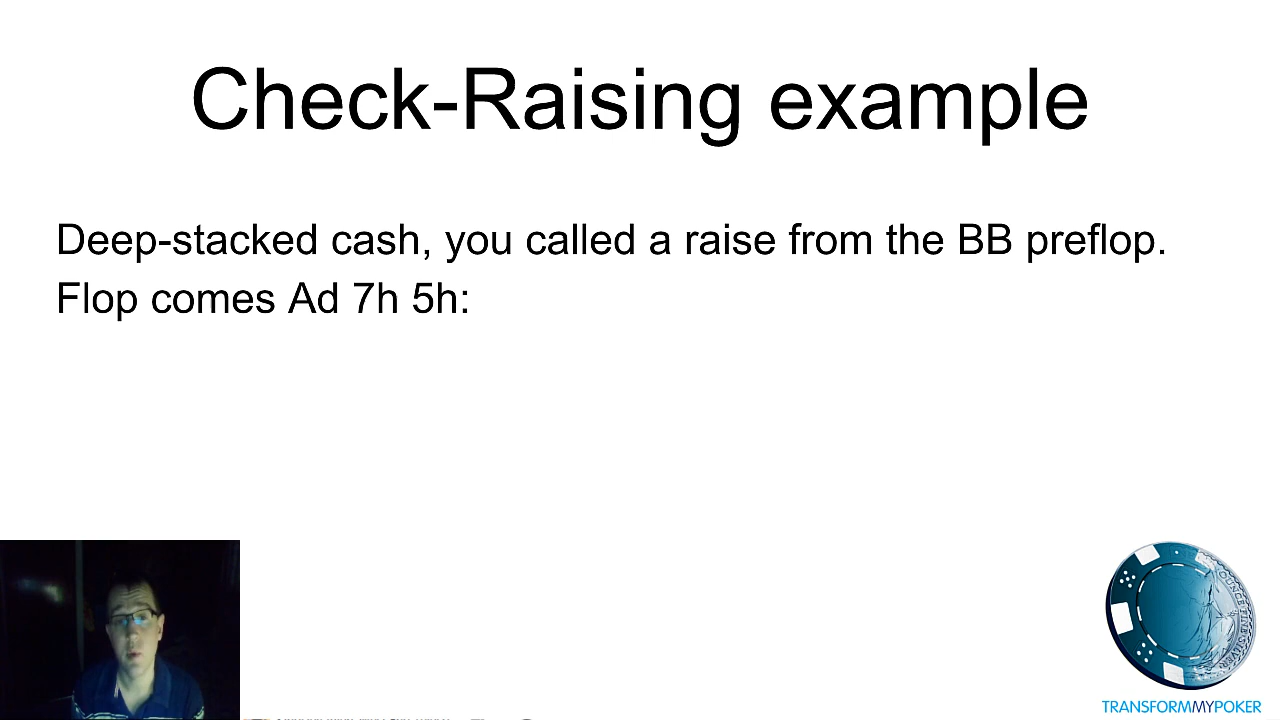 Check-Raising example
Deep-stacked cash, you called a raise from the BB preflop.
Flop comes Ad 7h 5h:
TRANSFORMMYPOKER